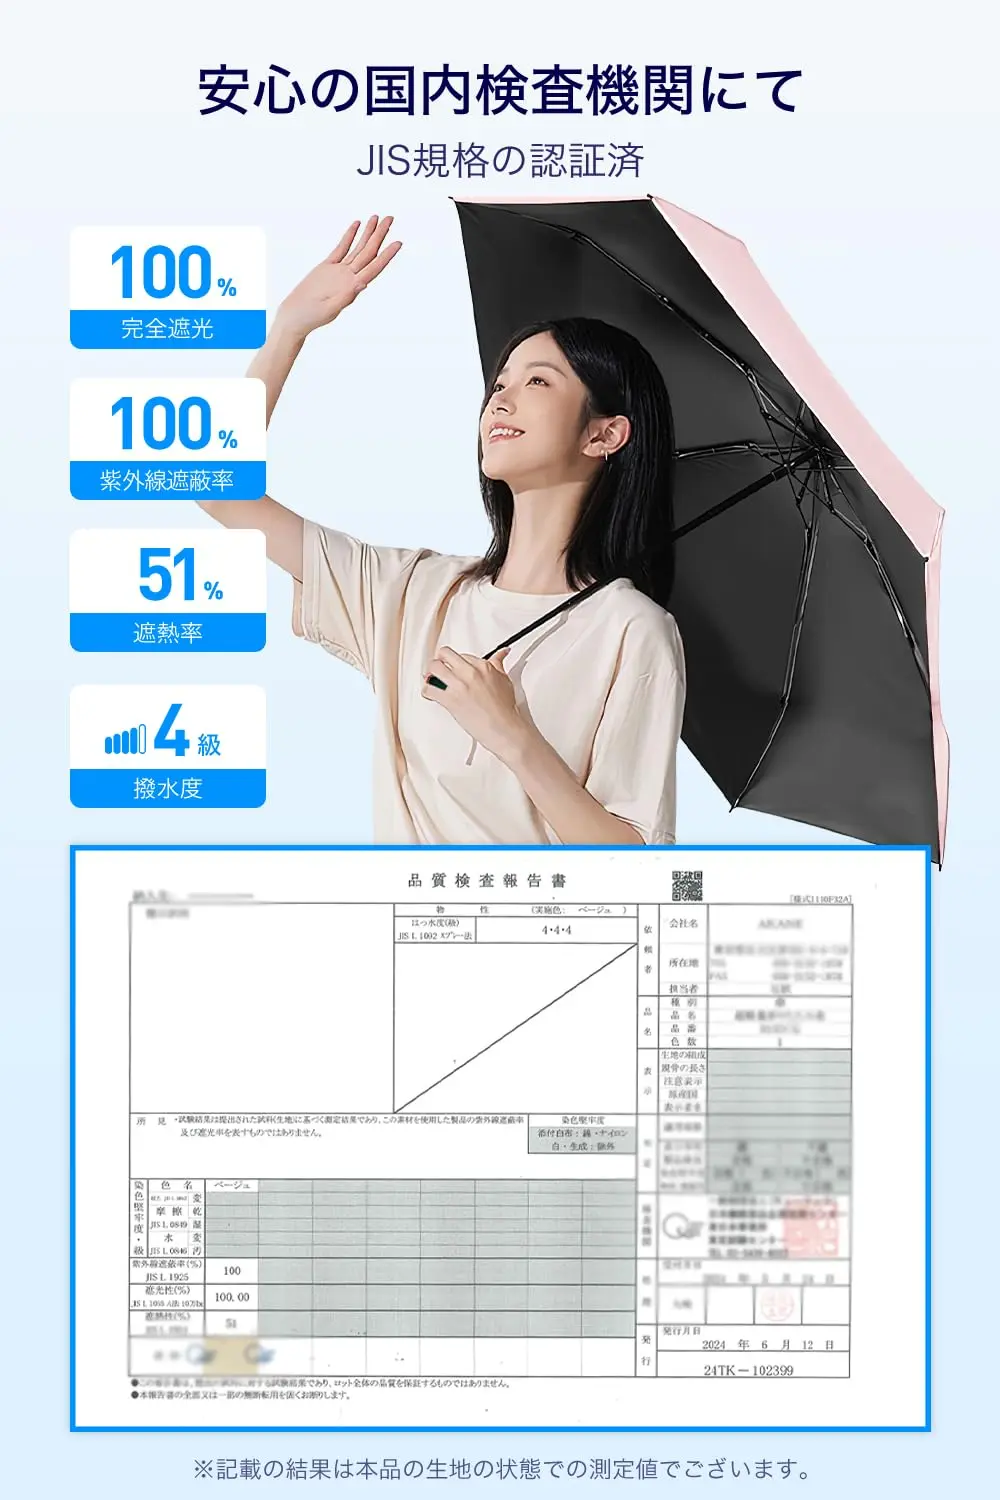 安心の国内検査機関にて
JIS規格の認証済
100%
完全遮光
100%
紫外線遮蔽率
51%
遮熱率
4級
撥水度
品質検査報告書
[様式1110F32A]
物 性 (実施色: ベージュ )
はっ水度(級)
JIS L 1092 スプレー法
4・4・4
依頼者
会社名
所在地
担当者
品名
種別
品名
品番
色数
1
表示
生地の組成
親骨の長さ
注意表示
原産国
表示者名
所見
・試験結果は提出された試料(生地)に基づく測定結果であり、この素材を使用した製品の紫外線遮蔽率
及び遮光率を表すものではありません。
染色堅牢度
添付白布:綿・ナイロン
白・生成:除外
染色堅牢度・級
色名
ベージュ
変
摩擦 乾
JIS L 0849 湿
水 変
JIS L 0846 汚
紫外線遮蔽率(%)
JIS L 1925
100
遮光性(%)
JIS L 1055 A法 10万lx
100.00
遮熱性(%)
51
発行
発行月日
2024 年 6 月 12 日
24TK-102399
●この報告書は、提出の試料に対する試験結果であり、ロット全体の品質を保証するものではありません。
●本報告書の全部又は一部の無断転用を固くお断りします。
※記載の結果は本品の生地の状態での測定値でございます。